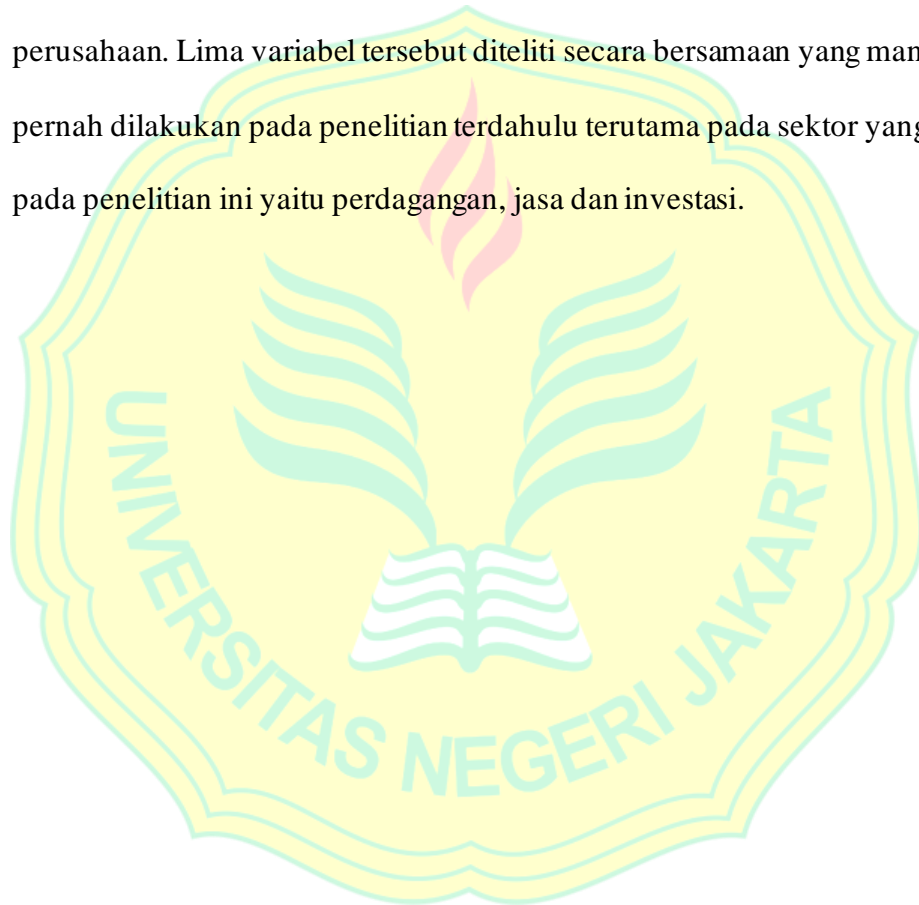 perusahaan. Lima variabel tersebut diteliti secara bersamaan yang
pernah dilakukan pada penelitian terdahulu terutama pada sektor yang
pada penelitian ini yaitu perdagangan, jasa dan investasi.
UNIVERSITAS NEGERI JAKARTA